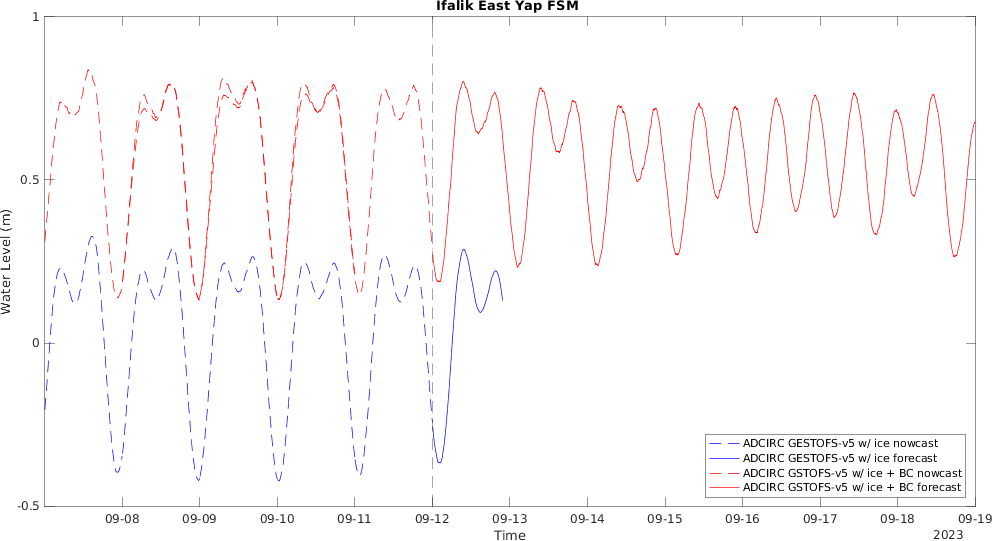 Ifalik East Yap FSM
1
0.5
0
-0.5
Water Level (m)
09-08 09-09 09-10 09-11 09-12 09-13 09-14 09-15 09-16 09-17 09-18 09-19
Time
2023
ADCIRC GESTOFS-v5 w/ ice nowcast
ADCIRC GESTOFS-v5 w/ ice forecast
ADCIRC GSTOFS-v5 w/ ice + BC nowcast
ADCIRC GSTOFS-v5 w/ ice + BC forecast